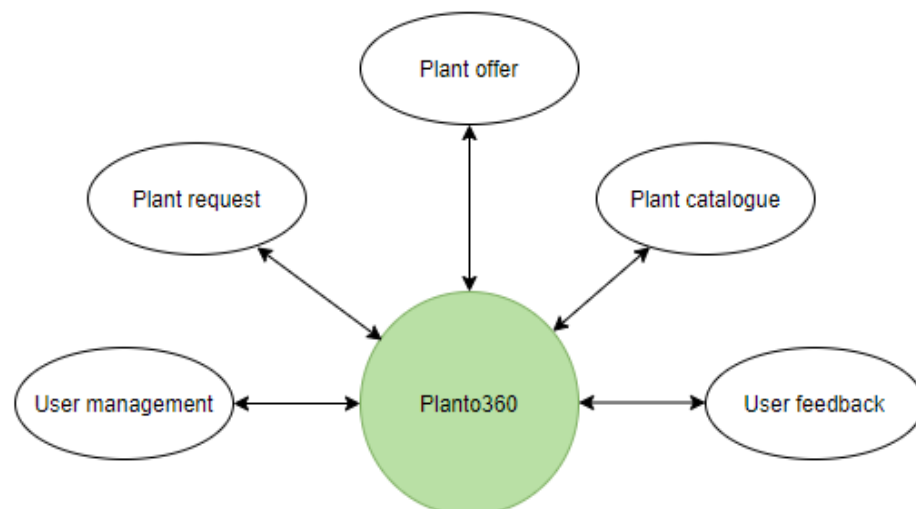 Plant offer
Plant request
Plant catalogue
User management
Planto360
User feedback